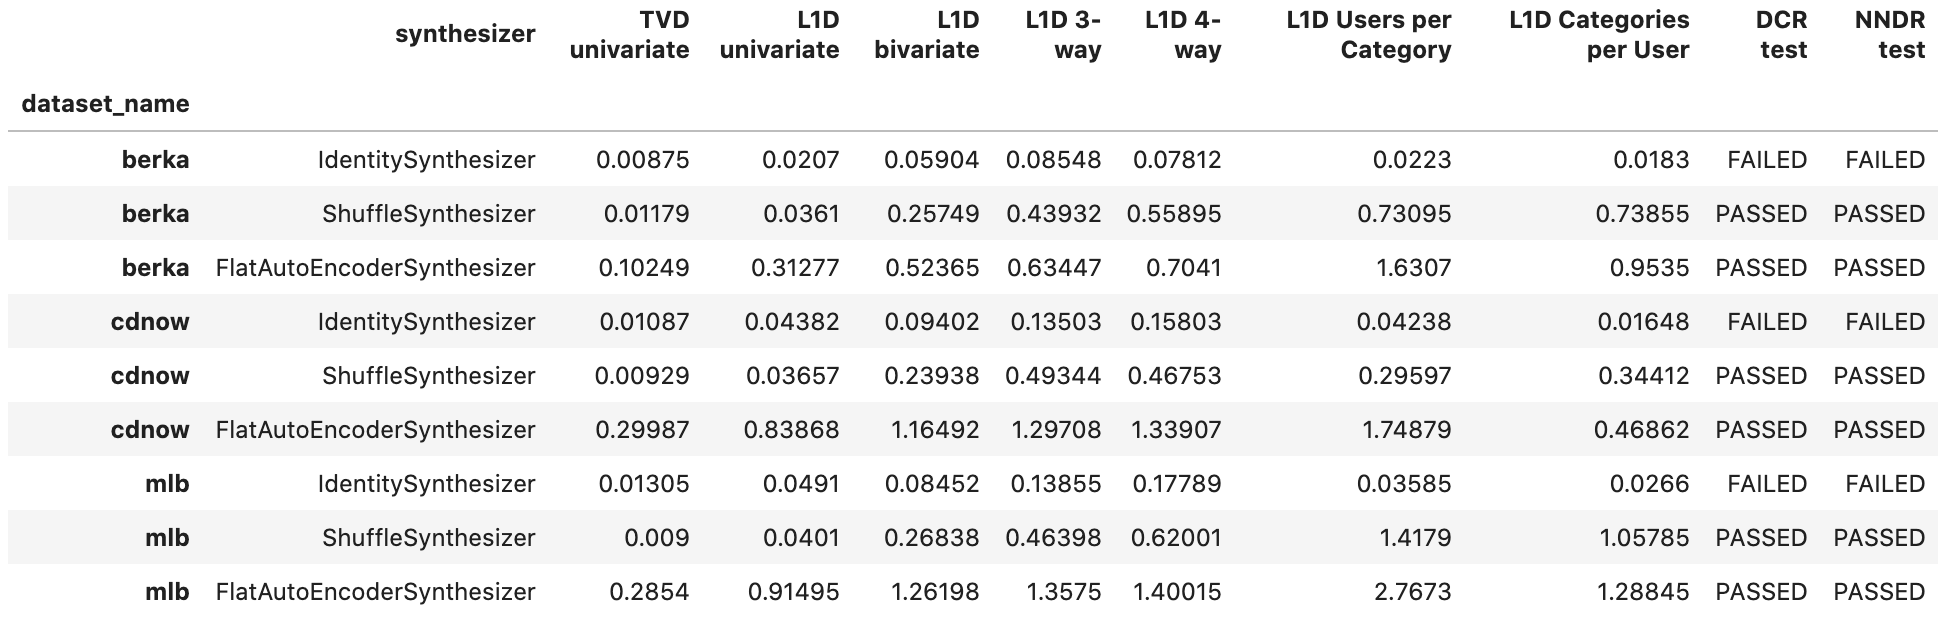 synthesizer TVD univariate L1D univariate L1D bivariate L1D 3-way L1D 4-way L1D Users per Category L1D Categories per User DCR test NNDR test
dataset_name
berka IdentitySynthesizer 0.00875 0.0207 0.05904 0.08548 0.07812 0.0223 0.0183 FAILED FAILED
berka ShuffleSynthesizer 0.01179 0.0361 0.25749 0.43932 0.55895 0.73095 0.73855 PASSED PASSED
berka FlatAutoEncoderSynthesizer 0.10249 0.31277 0.52365 0.63447 0.7041 1.6307 0.9535 PASSED PASSED
cdnow IdentitySynthesizer 0.01087 0.04382 0.09402 0.13503 0.15803 0.04238 0.01648 FAILED FAILED
cdnow ShuffleSynthesizer 0.00929 0.03657 0.23938 0.49344 0.46753 0.29597 0.34412 PASSED PASSED
cdnow FlatAutoEncoderSynthesizer 0.29987 0.83868 1.16492 1.29708 1.33907 1.74879 0.46862 PASSED PASSED
mlb IdentitySynthesizer 0.01305 0.0491 0.08452 0.13855 0.17789 0.03585 0.0266 FAILED FAILED
mlb ShuffleSynthesizer 0.009 0.0401 0.26838 0.46398 0.62001 1.4179 1.05785 PASSED PASSED
mlb FlatAutoEncoderSynthesizer 0.2854 0.91495 1.26198 1.3575 1.40015 2.7673 1.28845 PASSED PASSED